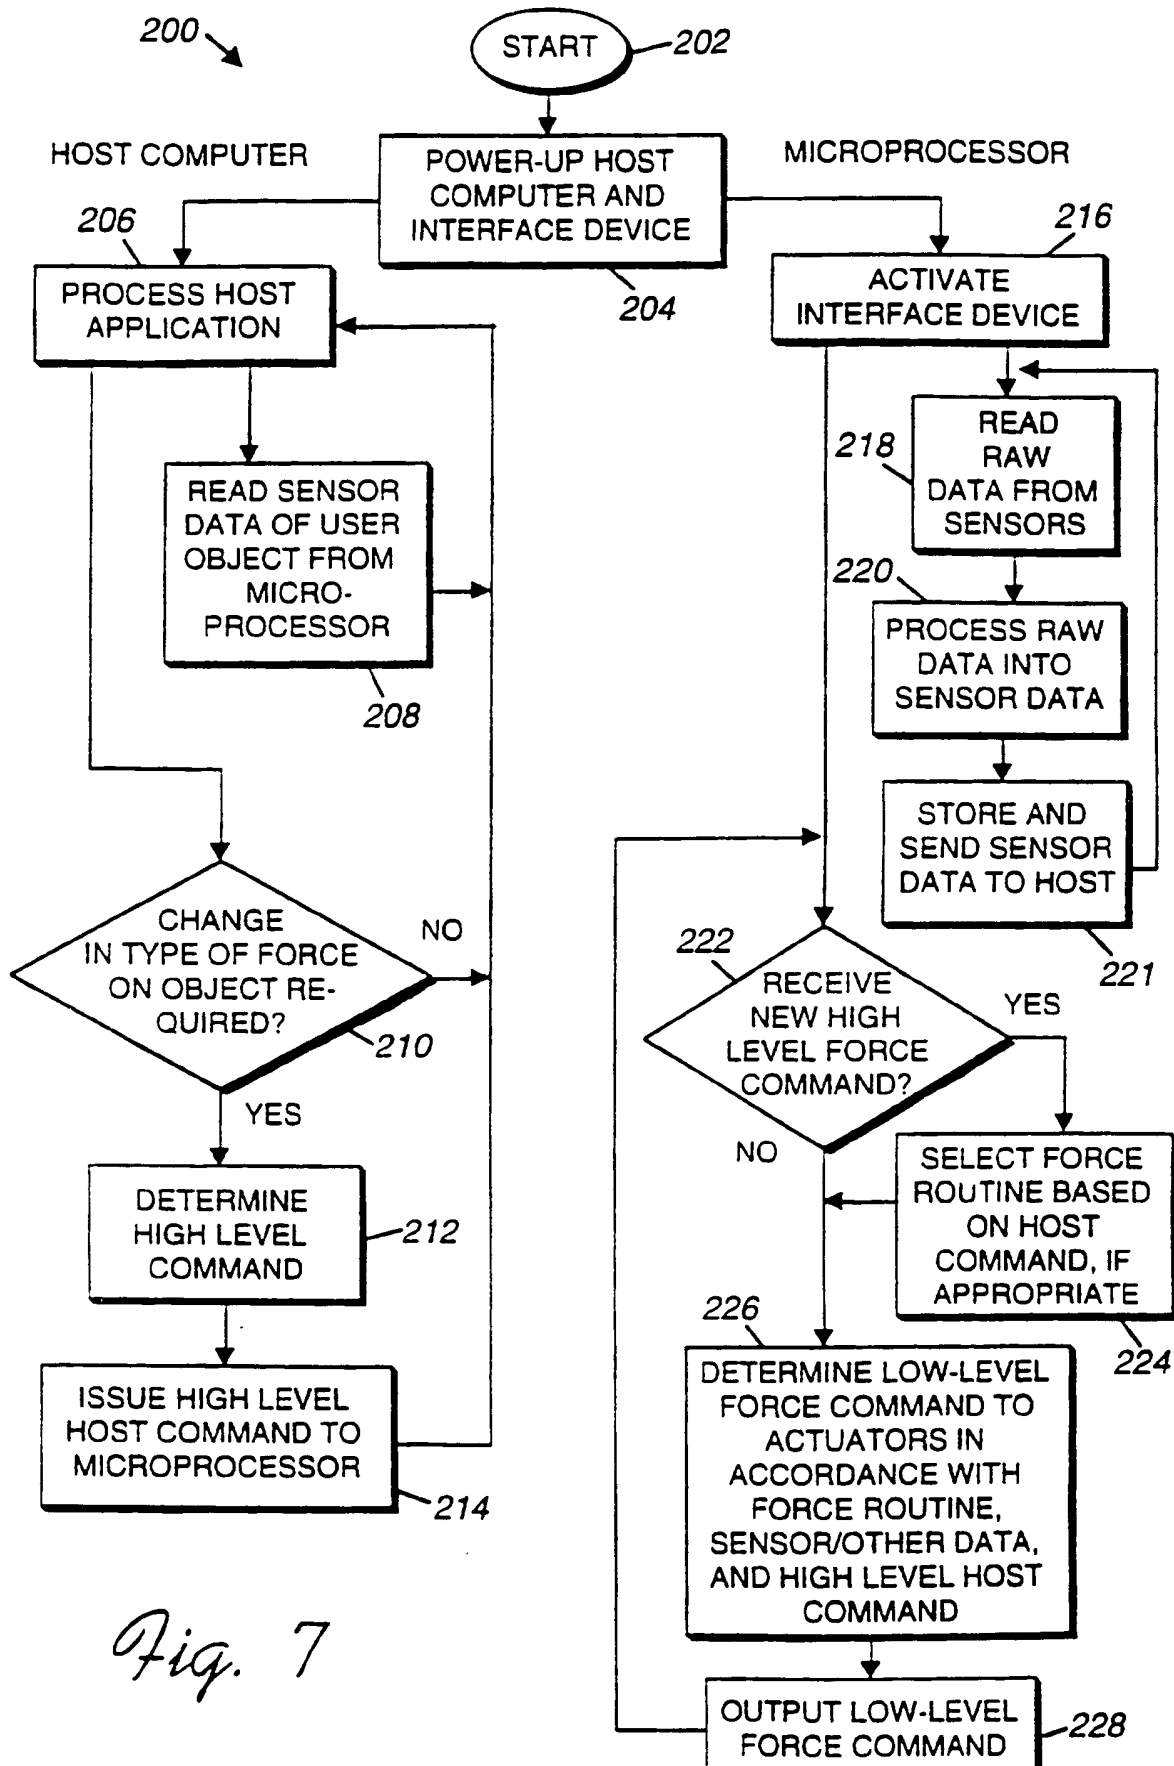 200
START
202
HOST COMPUTER
POWER-UP HOST
COMPUTER AND
INTERFACE DEVICE
204
MICROPROCESSOR
206
PROCESS HOST
APPLICATION
READ SENSOR
DATA OF USER
OBJECT FROM
MICRO-
PROCESSOR
208
CHANGE
IN TYPE OF FORCE
ON OBJECT RE-
QUIRED?
210
NO
YES
DETERMINE
HIGH LEVEL
COMMAND
212
ISSUE HIGH LEVEL
HOST COMMAND TO
MICROPROCESSOR
214
216
ACTIVATE
INTERFACE DEVICE
218
READ
RAW
DATA FROM
SENSORS
220
PROCESS RAW
DATA INTO
SENSOR DATA
STORE AND
SEND SENSOR
DATA TO HOST
221
222
RECEIVE
NEW HIGH
LEVEL FORCE
COMMAND?
YES
NO
SELECT FORCE
ROUTINE BASED
ON HOST
COMMAND, IF
APPROPRIATE
224
226
DETERMINE LOW-LEVEL
FORCE COMMAND TO
ACTUATORS IN
ACCORDANCE WITH
FORCE ROUTINE,
SENSOR/OTHER DATA,
AND HIGH LEVEL HOST
COMMAND
OUTPUT LOW-LEVEL
FORCE COMMAND
228
Fig. 7